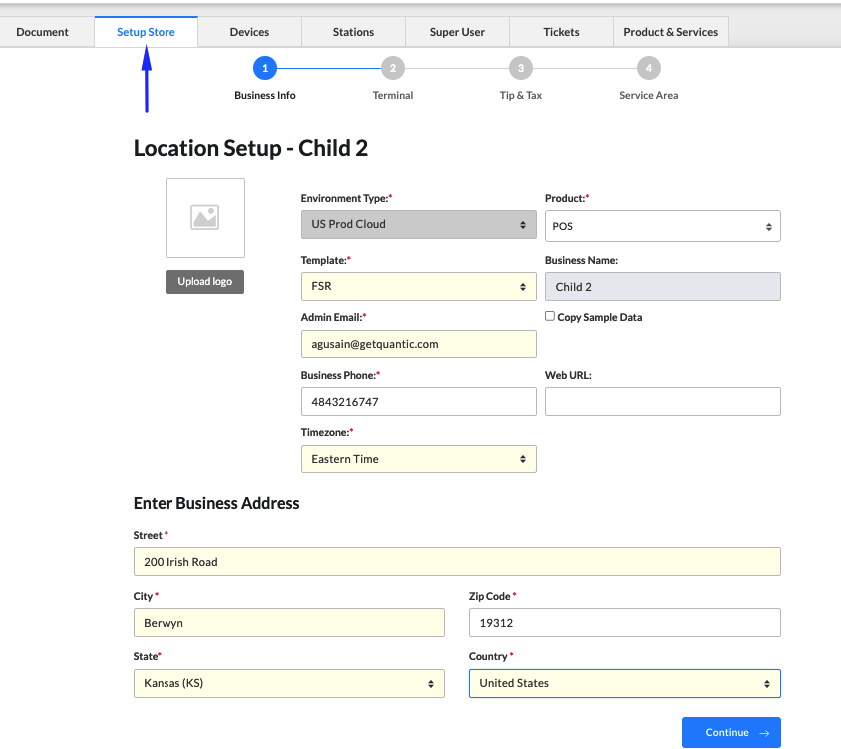 Document Setup Store Devices Stations Super User Tickets Product & Services
1 2 3 4
Business Info Terminal Tip & Tax Service Area
Location Setup - Child 2
Environment Type:* Product:*
US Prod Cloud POS
Upload logo
Template:* Business Name:
FSR Child 2
Admin Email:* Copy Sample Data
agusain@getquantic.com
Business Phone:* Web URL:
4843216747
Timezone:*
Eastern Time
Enter Business Address
Street *
200 Irish Road
City * Zip Code *
Berwyn 19312
State* Country *
Kansas (KS) United States
Continue →